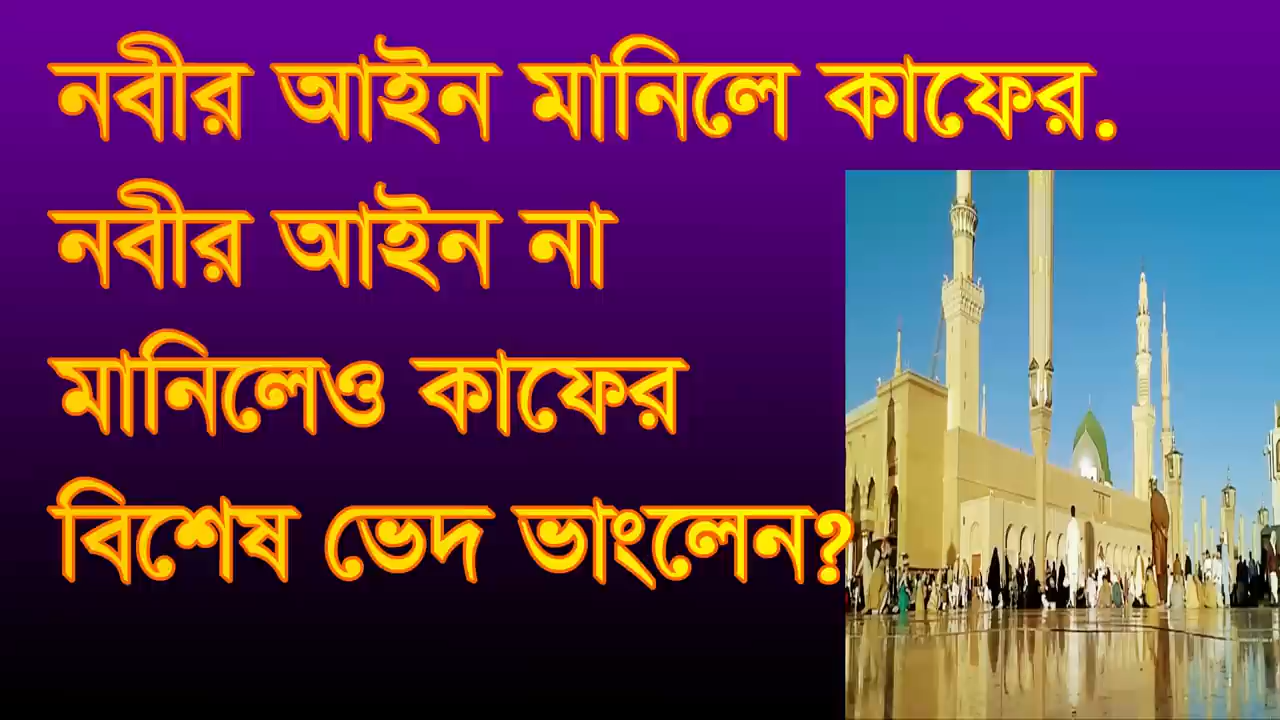 নবীর আইন মানিলে কাফের.
নবীর আইন না
মানিলেও কাফের
বিশেষ ভেদ ভাংলেন?